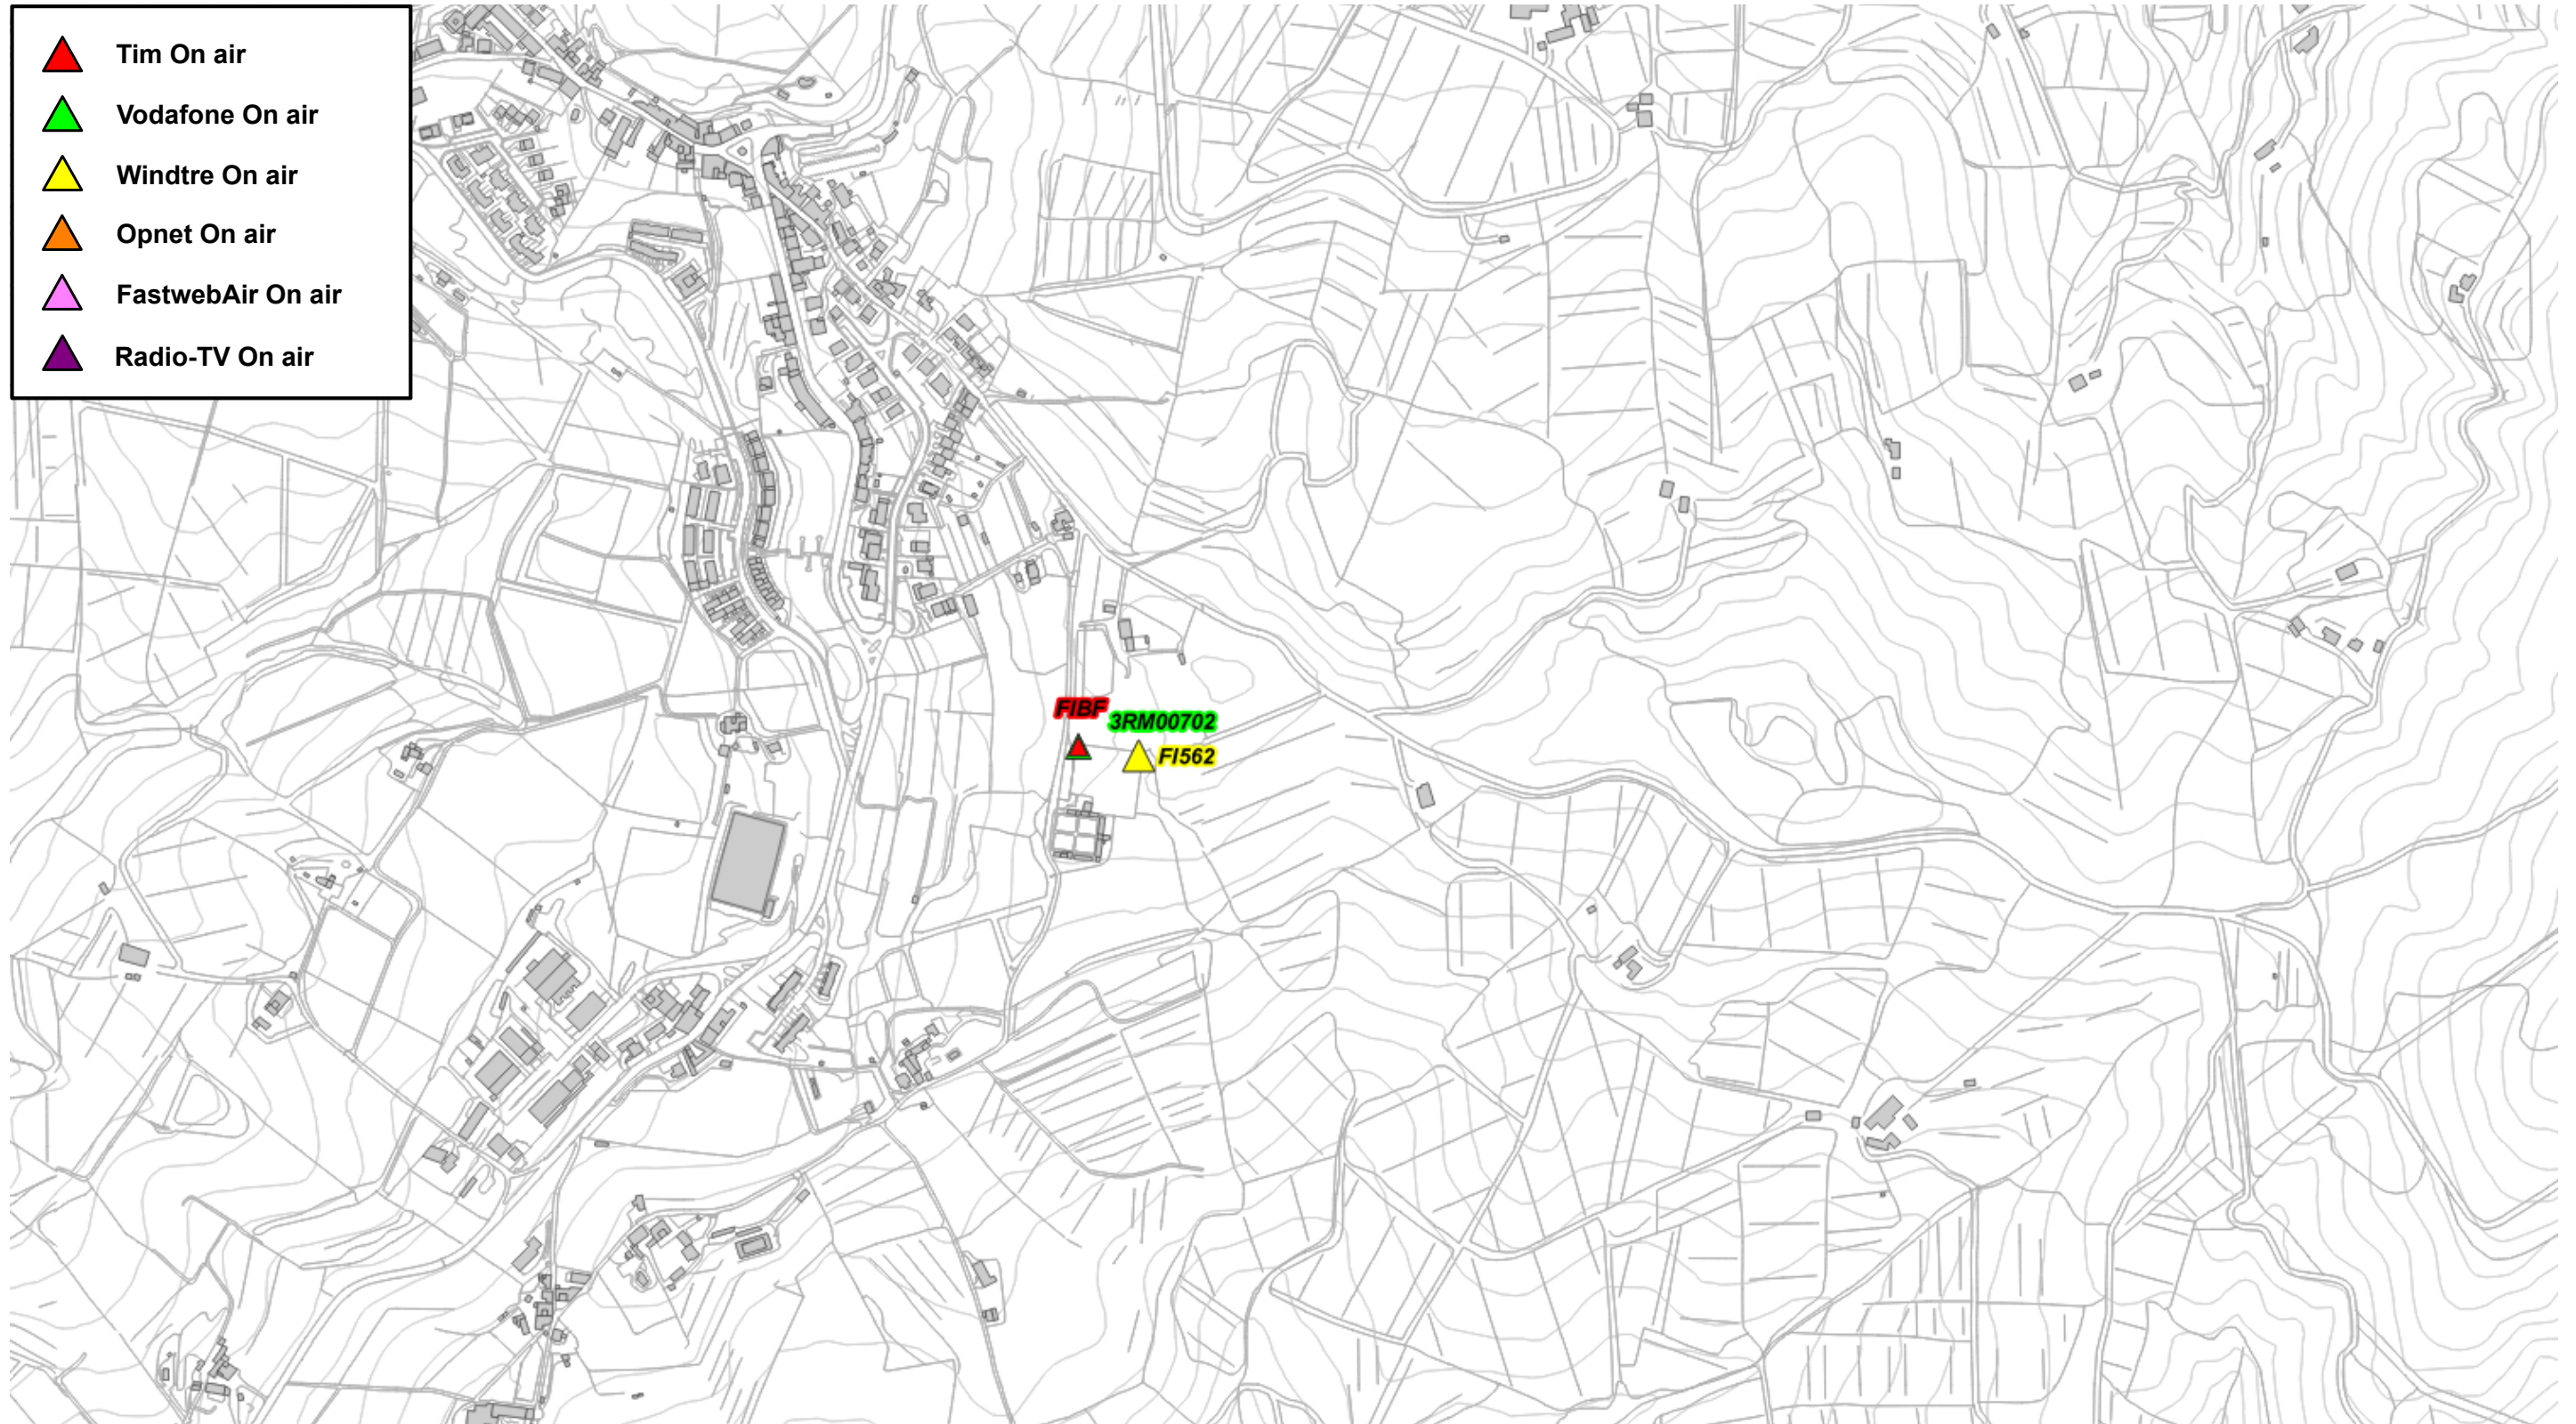 Tim On air
Vodafone On air
Windtre On air
Opnet On air
FastwebAir On air
Radio-TV On air
FIBF
3RM00702
FI562